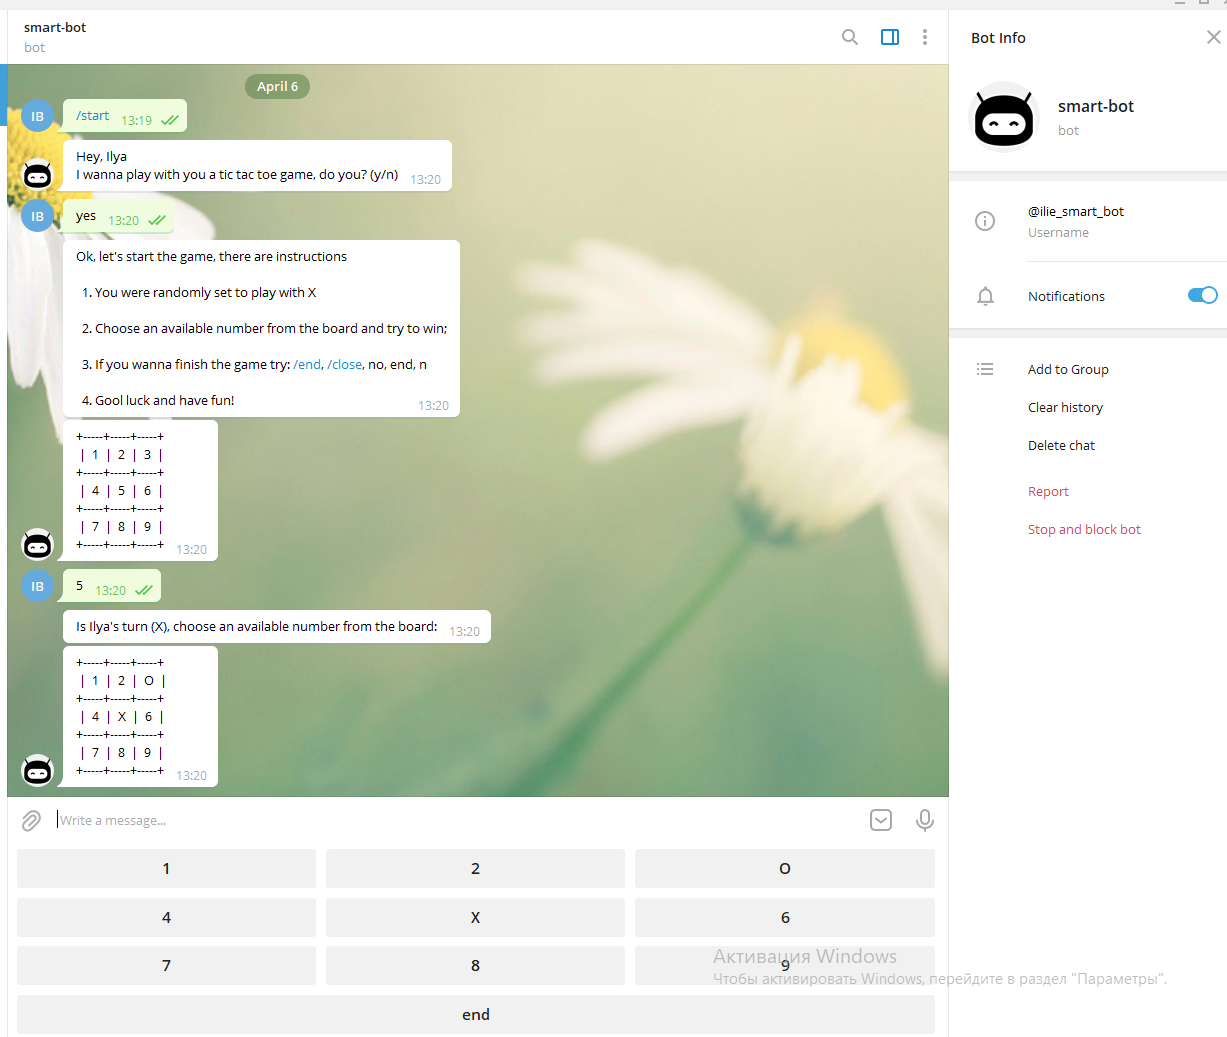 smart-bot
bot
April 6
IB
/start 13:19
Hey, Ilya
I wanna play with you a tic tac toe game, do you? (y/n) 13:20
IB
yes 13:20
Ok, let's start the game, there are instructions
1. You were randomly set to play with X
2. Choose an available number from the board and try to win;
3. If you wanna finish the game try: /end, /close, no, end, n
4. Gool luck and have fun!
13:20
+-----+-----+-----+
| 1 | 2 | 3 |
+-----+-----+-----+
| 4 | 5 | 6 |
+-----+-----+-----+
| 7 | 8 | 9 |
+-----+-----+-----+ 13:20
IB
5 13:20
Is Ilya's turn (X), choose an available number from the board: 13:20
+-----+-----+-----+
| 1 | 2 | O |
+-----+-----+-----+
| 4 | X | 6 |
+-----+-----+-----+
| 7 | 8 | 9 |
+-----+-----+-----+ 13:20
Write a message...
1 2 O
4 X 6
7 8 9
end
Bot Info
smart-bot
bot
@ilie_smart_bot
Username
Notifications
Add to Group
Clear history
Delete chat
Report
Stop and block bot
Активация Windows
Чтобы активировать Windows, перейдите в раздел "Параметры".